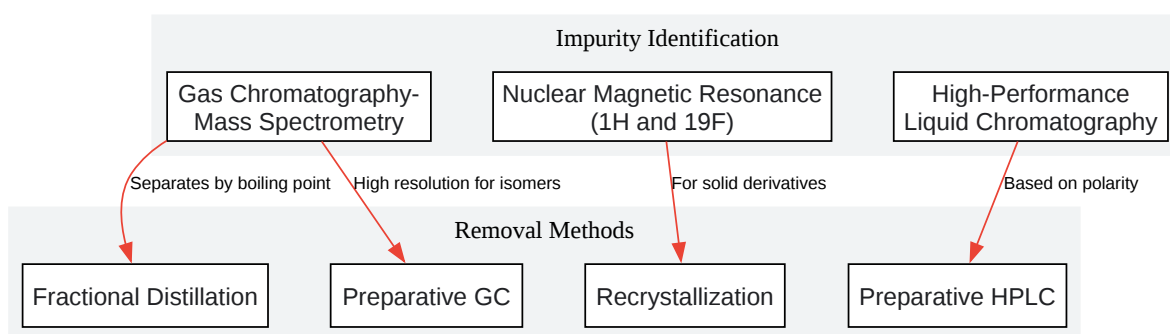 Impurity Identification
Gas Chromatography-
Mass Spectrometry
Nuclear Magnetic Resonance
(1H and 19F)
High-Performance
Liquid Chromatography
Separates by boiling point
High resolution for isomers
For solid derivatives
Based on polarity
Removal Methods
Fractional Distillation
Preparative GC
Recrystallization
Preparative HPLC